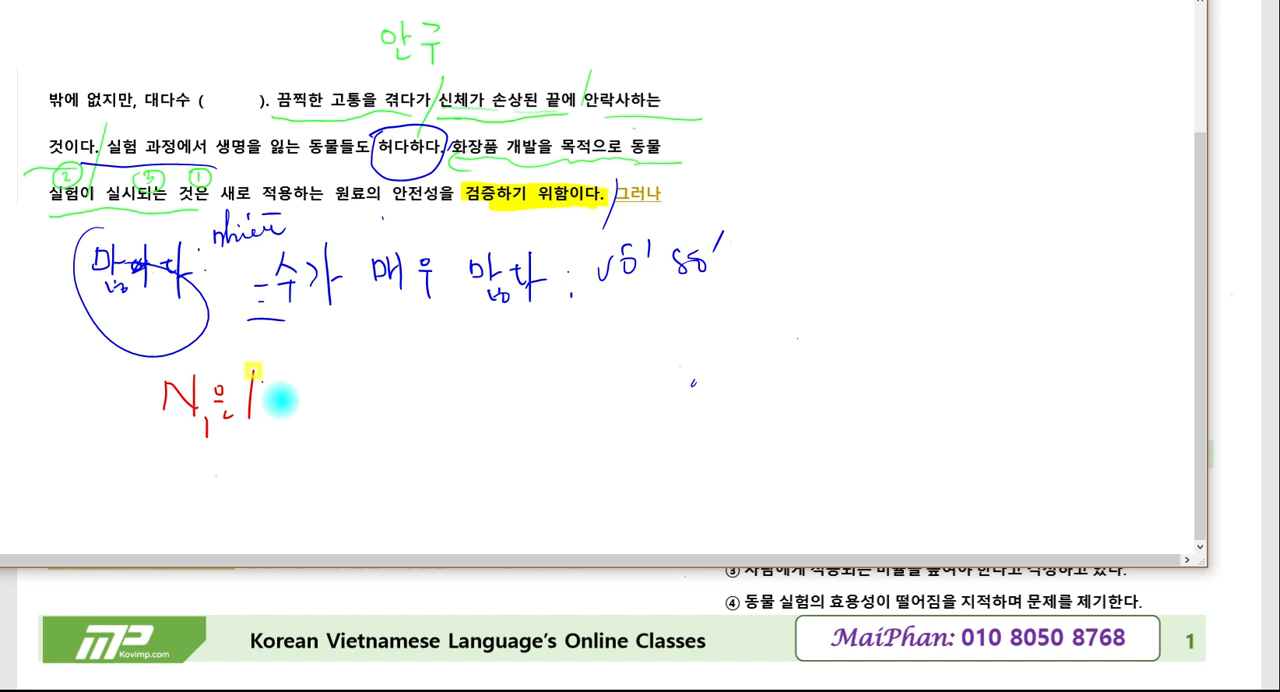 안구
밖에 없지만, 대다수 ( ). 끔찍한 고통을 겪다가 신체가 손상된 끝에 안락사하는
것이다. 실험 과정에서 생명을 잃는 동물들도 허다하다. 화장품 개발을 목적으로 동물
② ③ ①
실험이 실시되는 것은 새로 적용하는 원료의 안전성을 검증하기 위함이다. 그러나
: nhiều
수가 매우 많다 : vô số
N은
③ 사람에게 적용되는 비율을 높여야 한다고 걱정하고 있다.
④ 동물 실험의 효용성이 떨어짐을 지적하며 문제를 제기한다.
MP
Kovimp.com
Korean Vietnamese Language's Online Classes
MaiPhan: 010 8050 8768
1